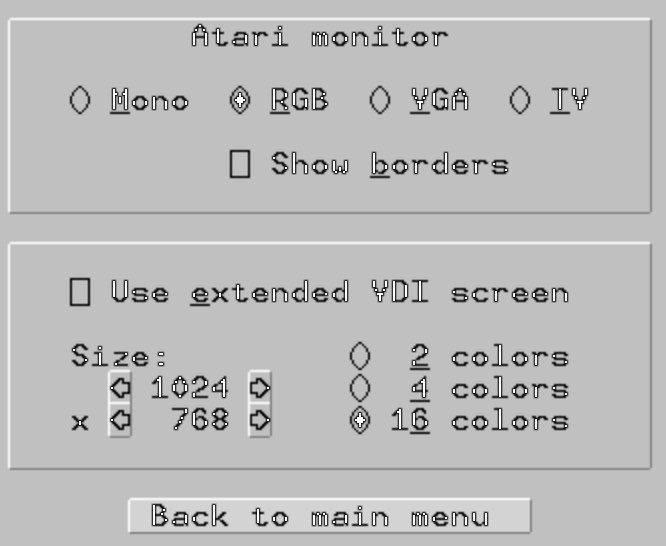 Atari monitor
Mono RGB VGA TV
Show borders
Use extended VDI screen
Size: 2 colors
1024 4 colors
x 768 16 colors
Back to main menu